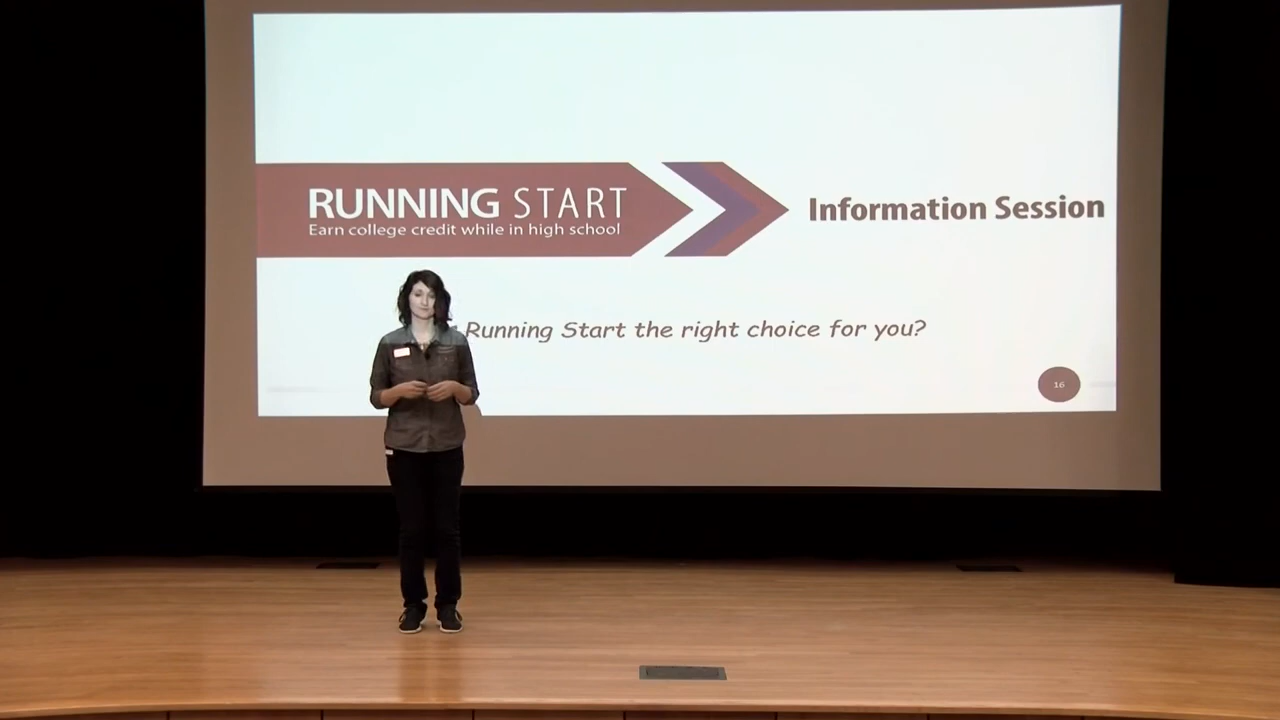 RUNNING START
Earn college credit while in high school
Information Session
Running Start the right choice for you?
16